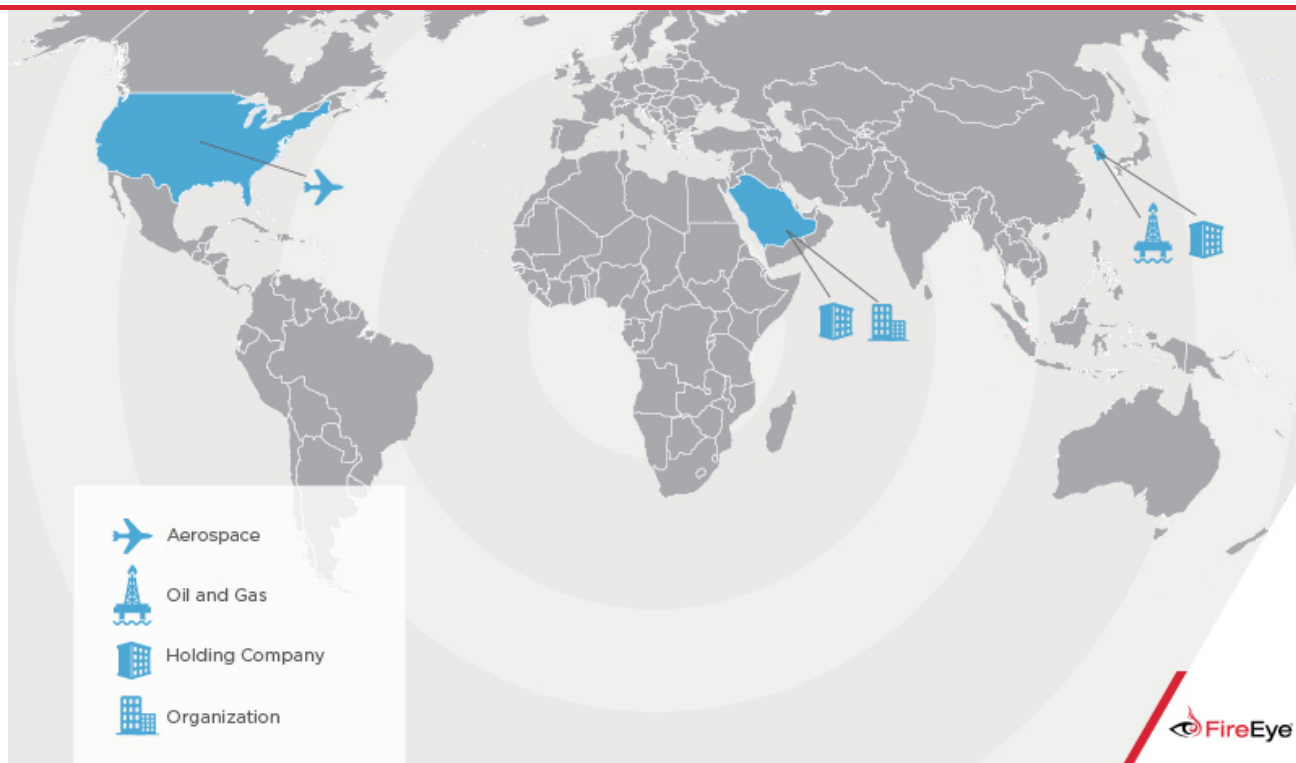 Aerospace
Oil and Gas
Holding Company
Organization
FireEye